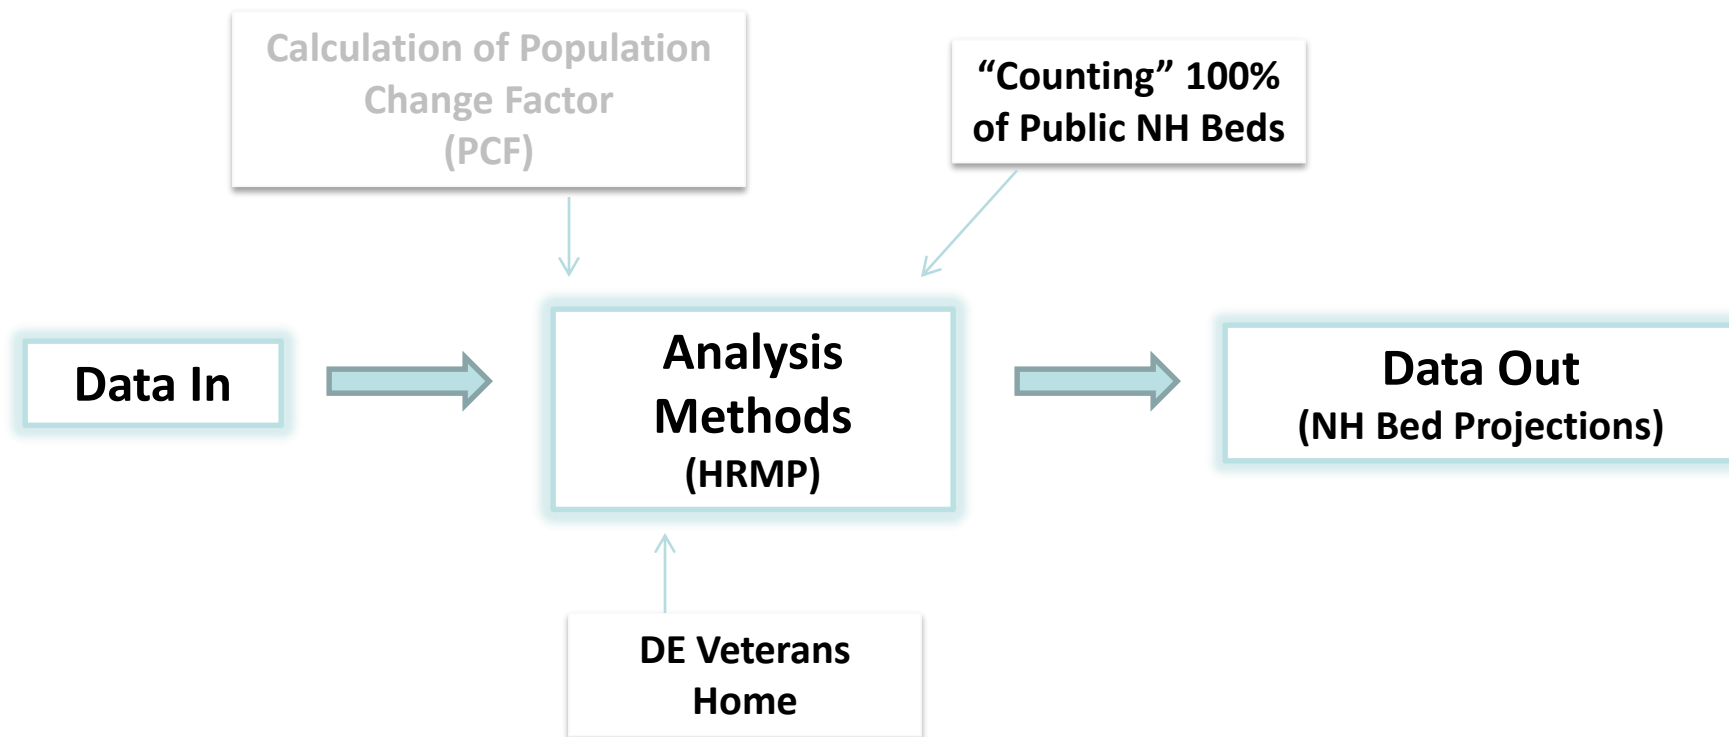 Calculation of Population
Change Factor
(PCF)
“Counting” 100%
of Public NH Beds
Data In
Analysis
Methods
(HRMP)
Data Out
(NH Bed Projections)
DE Veterans
Home